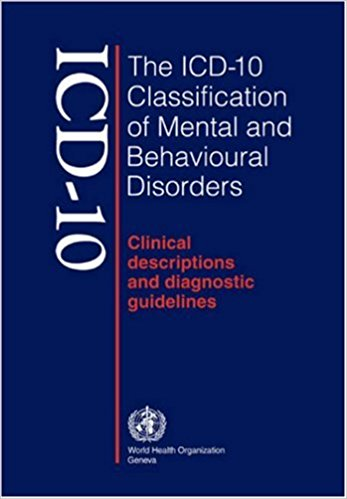 ICD-10
The ICD-10
Classification
of Mental and
Behavioural
Disorders
Clinical
descriptions
and diagnostic
guidelines
World Health Organization
Geneva